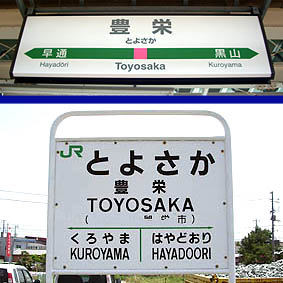 豊栄
とよさか
早通
黒山
Hayadōri
Toyosaka
Kuroyama
JR
とよさか
豊栄
TOYOSAKA
( 市)
くろやま はやどおり
KUROYAMA HAYADOORI